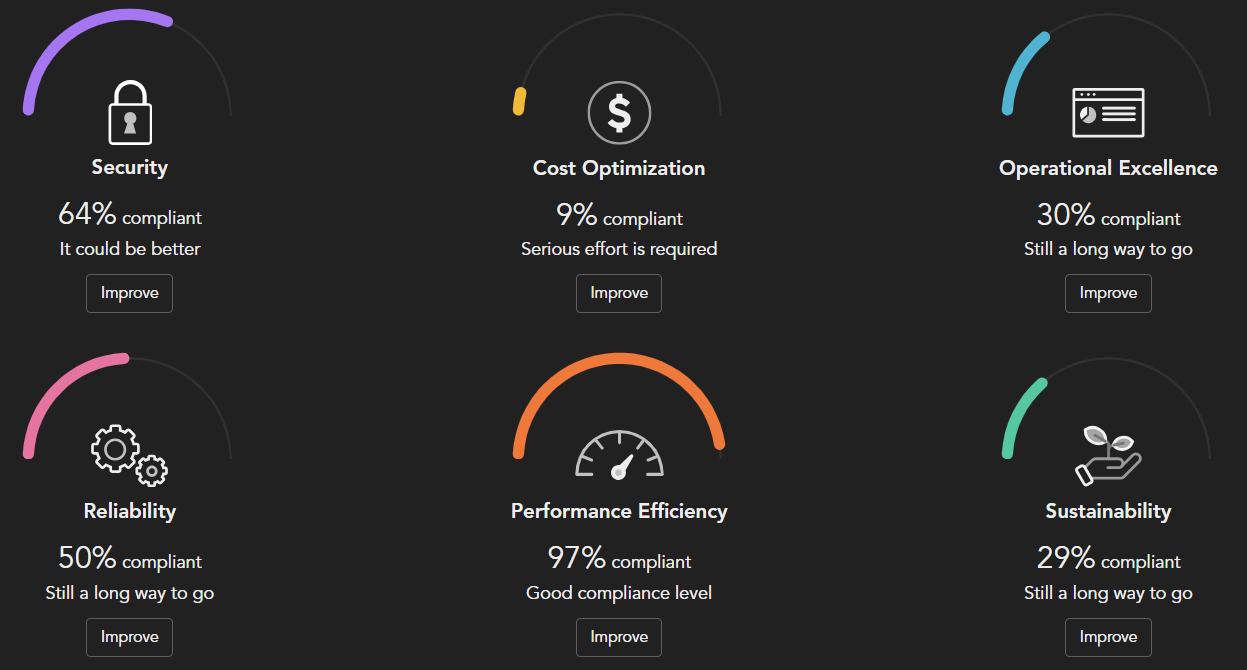 Security
64% compliant
It could be better
Improve
$
Cost Optimization
9% compliant
Serious effort is required
Improve
Operational Excellence
30% compliant
Still a long way to go
Improve
Reliability
50% compliant
Still a long way to go
Improve
Performance Efficiency
97% compliant
Good compliance level
Improve
Sustainability
29% compliant
Still a long way to go
Improve